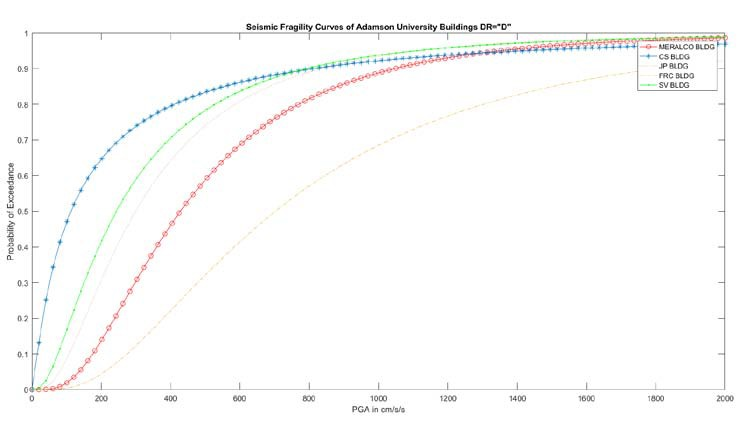 Seismic Fragility Curves of Adamson University Buildings DR="D"
1
0.9
0.8
0.7
0.6
0.5
0.4
0.3
0.2
0.1
0
Probability of Exceedance
MERALCO BLDG
CS BLDG
JP BLDG
FRC BLDG
SV BLDG
0 200 400 600 800 1000 1200 1400 1600 1800 2000
PGA in cm/s/s